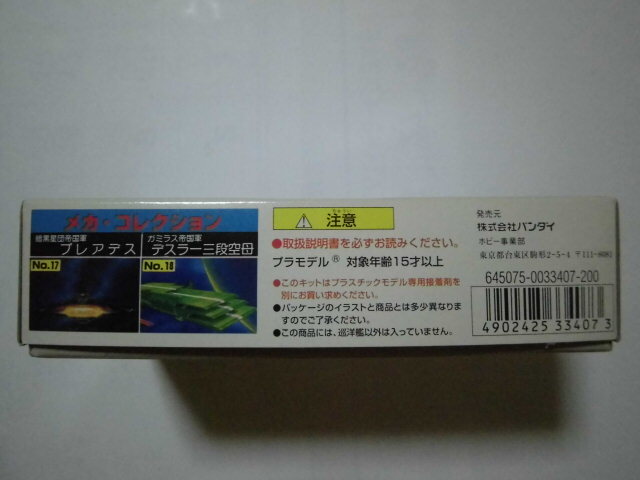 メカ・コレクション
暗黒星団帝国軍
プレアデス
No.17
ガミラス帝国軍
デスラー三段空母
No.18
ちゅうい
注意
●取扱説明書を必ずお読みください。
プラモデル® 対象年齢15才以上
●このキットはプラスチックモデル専用接着剤を
別にお買い求めください。
●パッケージのイラストと商品とは多少異なりま
すのでご了承ください。
●この商品には、巡洋艦以外は入っていません。
発売元
株式会社バンダイ
ホビー事業部
東京都台東区駒形2-5-4 〒111-8081
645075-0033407-200
4902425334073